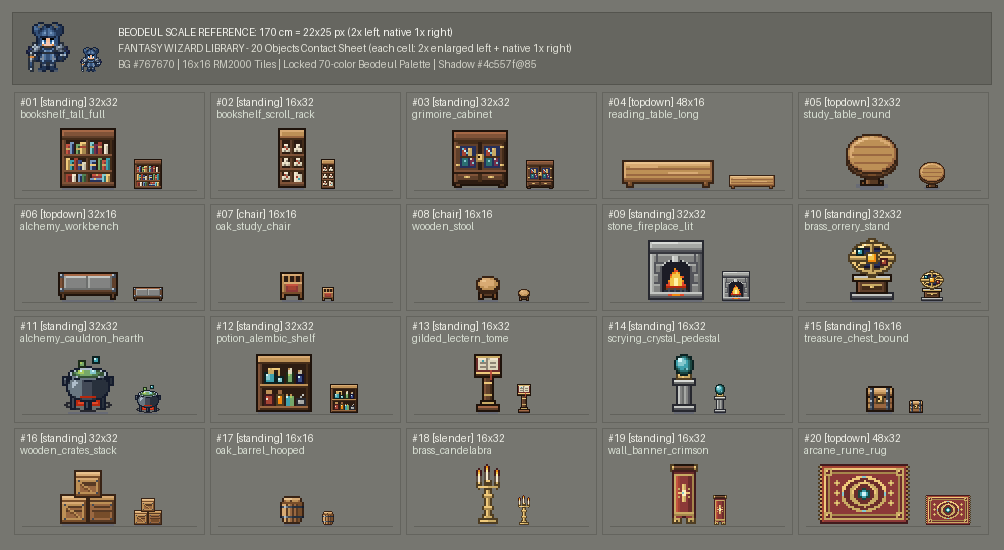 BEODEUL SCALE REFERENCE: 170 cm = 22x25 px (2x left, native 1x right)
FANTASY WIZARD LIBRARY - 20 Objects Contact Sheet (each cell: 2x enlarged left + native 1x right)
BG #767670 | 16x16 RM2000 Tiles | Locked 70-color Beodeul Palette | Shadow #4c557f@85
#01 [standing] 32x32
bookshelf_tall_full
#02 [standing] 16x32
bookshelf_scroll_rack
#03 [standing] 32x32
grimoire_cabinet
#04 [topdown] 48x16
reading_table_long
#05 [topdown] 32x32
study_table_round
#06 [topdown] 32x16
alchemy_workbench
#07 [chair] 16x16
oak_study_chair
#08 [chair] 16x16
wooden_stool
#09 [standing] 32x32
stone_fireplace_lit
#10 [standing] 32x32
brass_orrery_stand
#11 [standing] 32x32
alchemy_cauldron_hearth
#12 [standing] 32x32
potion_alembic_shelf
#13 [standing] 16x32
gilded_lectern_tome
#14 [standing] 16x32
scrying_crystal_pedestal
#15 [standing] 16x16
treasure_chest_bound
#16 [standing] 32x32
wooden_crates_stack
#17 [standing] 16x16
oak_barrel_hooped
#18 [slender] 16x32
brass_candelabra
#19 [standing] 16x32
wall_banner_crimson
#20 [topdown] 48x32
arcane_rune_rug